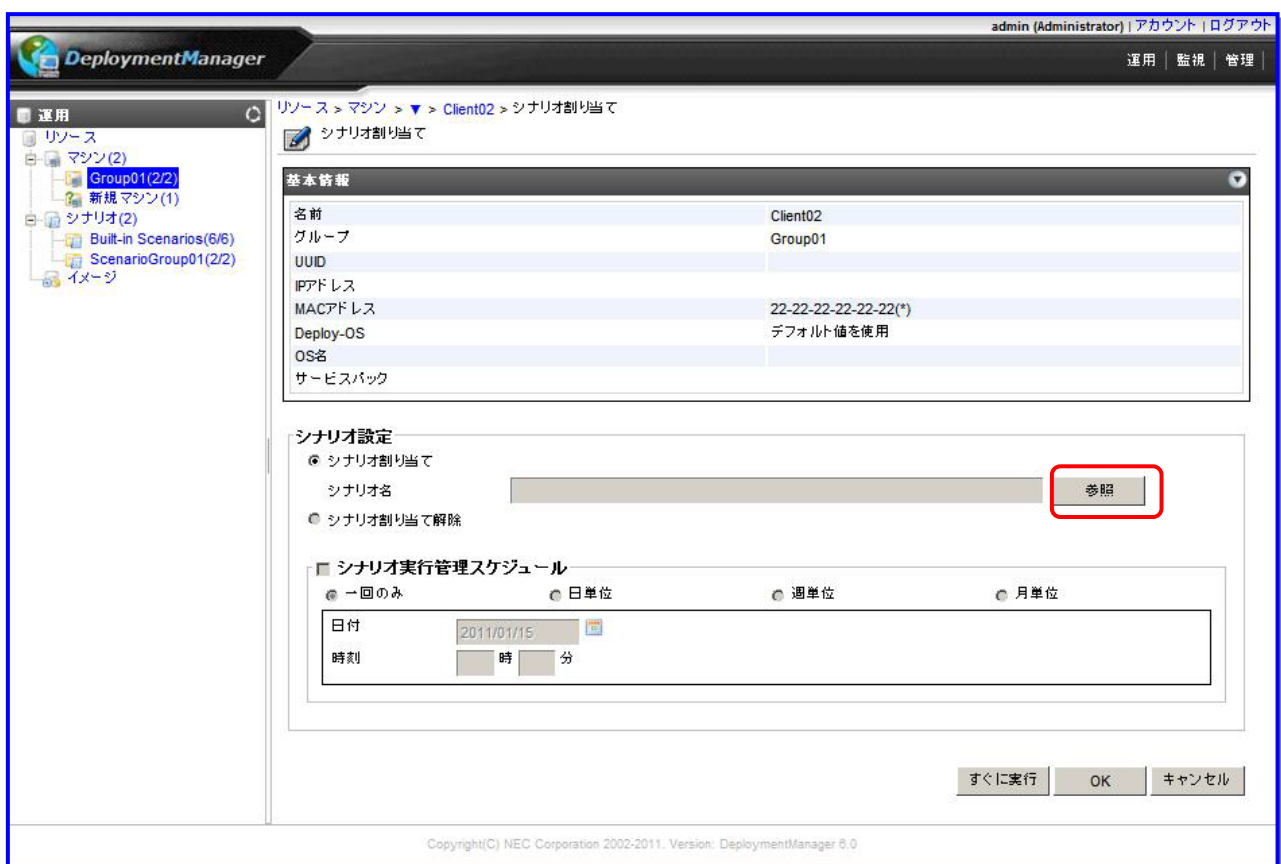 admin (Administrator) | アカウント | ログアウト
DeploymentManager
運用 | 監視 | 管理
運用
リソース
マシン(2)
Group01(2/2)
新規マシン(1)
シナリオ(2)
Built-in Scenarios(6/6)
ScenarioGroup01(2/2)
イメージ
リソース > マシン > ▼ > Client02 > シナリオ割り当て
シナリオ割り当て
基本情報
名前 Client02
グループ Group01
UUID
IPアドレス
MACアドレス 22-22-22-22-22-22(*)
Deploy-OS デフォルト値を使用
OS名
サービスパック
シナリオ設定
シナリオ割り当て
シナリオ名 参照
シナリオ割り当て解除
シナリオ実行管理スケジュール
一回のみ 日単位 週単位 月単位
日付 2011/01/15
時刻 時 分
すぐに実行 OK キャンセル
Copyright(C) NEC Corporation 2002-2011. Version: DeploymentManager 6.0